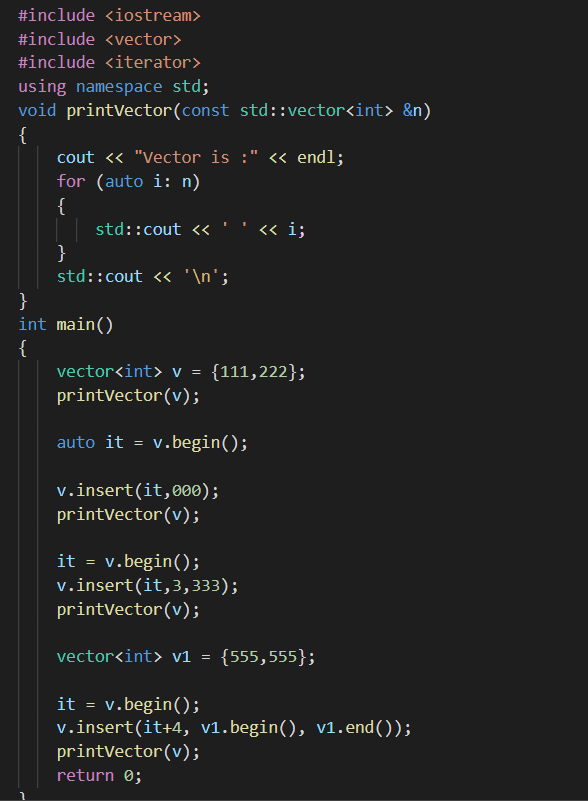 #include <iostream>
#include <vector>
#include <iterator>
using namespace std;
void printVector(const std::vector<int> &n)
{
    cout << "Vector is :" << endl;
    for (auto i: n)
    {
        std::cout << ' ' << i;
    }
    std::cout << '\n';
}
int main()
{
    vector<int> v = {111,222};
    printVector(v);

    auto it = v.begin();

    v.insert(it,000);
    printVector(v);

    it = v.begin();
    v.insert(it,3,333);
    printVector(v);

    vector<int> v1 = {555,555};

    it = v.begin();
    v.insert(it+4, v1.begin(), v1.end());
    printVector(v);
    return 0;
}